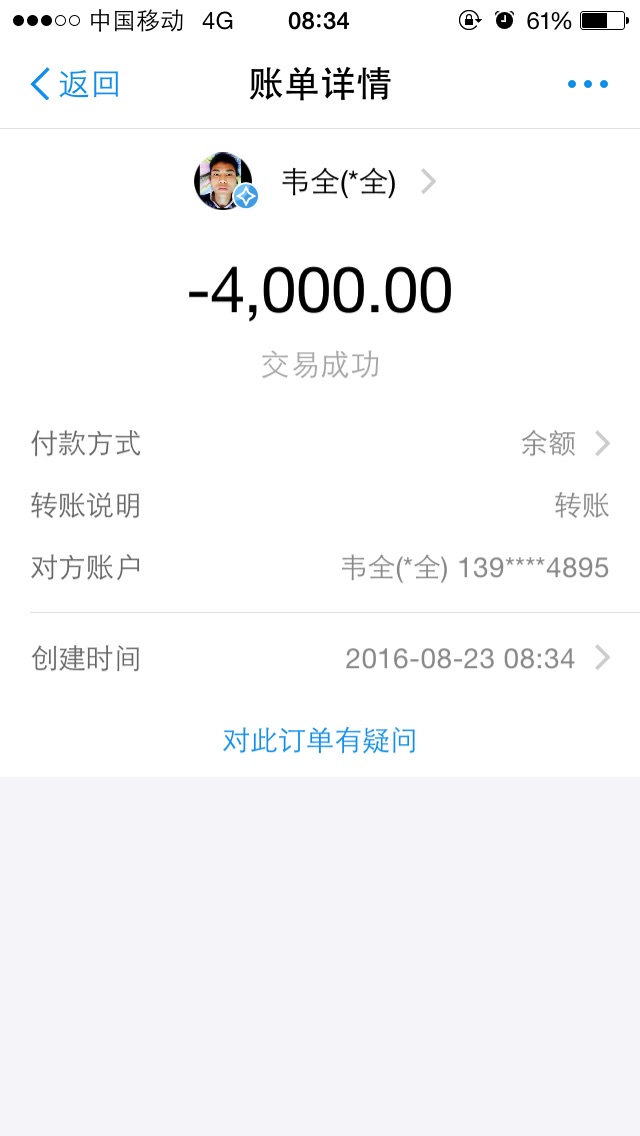 中国移动 4G 08:34 61%
返回 账单详情
韦全(*全)
-4,000.00
交易成功
付款方式 余额
转账说明 转账
对方账户 韦全(*全) 139****4895
创建时间 2016-08-23 08:34
对此订单有疑问